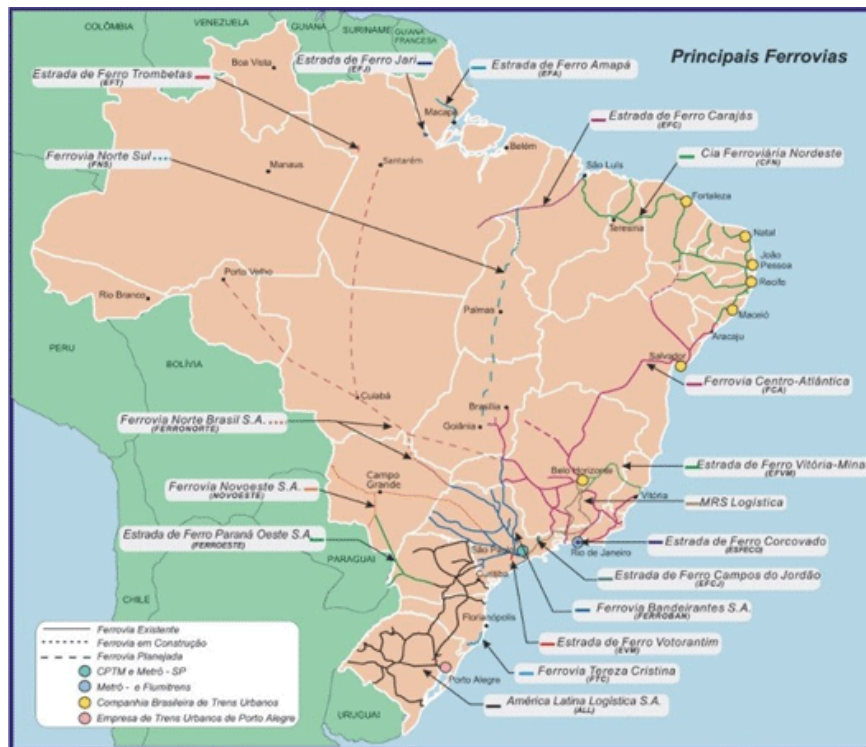 COLÔMBIA
VENEZUELA
GUIANA
SURINAME
GUIANA
FRANCESA
Principais Ferrovias
Boa Vista
Estrada de Ferro Jari
(EFJ)
Estrada de Ferro Amapá
(EFA)
Estrada de Ferro Trombetas
(EFT)
Macapá
Estrada de Ferro Carajás
(EFC)
Ferrovia Norte Sul
(FNS)
Manaus
Santarém
Belém
São Luís
Cia Ferroviária Nordeste
(CFN)
Fortaleza
Teresina
Natal
João
Pessoa
Recife
Porto Velho
Rio Branco
Palmas
Maceió
Aracaju
PERU
BOLÍVIA
Salvador
Ferrovia Centro-Atlântica
(FCA)
Cuiabá
Brasília
Goiânia
Ferrovia Norte Brasil S.A.
(FERRONORTE)
Belo Horizonte
Estrada de Ferro Vitória-Mina
(EFVM)
Campo
Grande
Ferrovia Novoeste S.A.
(NOVOESTE)
Vitória
MRS Logística
Estrada de Ferro Paraná Oeste S.A
(FERROESTE)
São Pa
Rio de Janeiro
Estrada de Ferro Corcovado
(ESFECO)
PARAGUAI
Curitiba
Estrada de Ferro Campos do Jordão
(EFCJ)
CHILE
Ferrovia Bandeirantes S.A.
(FERROBAN)
Florianópolis
Estrada de Ferro Votorantim
(EVM)
Ferrovia Tereza Cristina
(FTC)
Porto Alegre
América Latina Logística S.A.
(ALL)
URUGUAI
Ferrovia Existente
Ferrovia em Construção
Ferrovia Planejada
CPTM e Metrô - SP
Metrô - e Flumitrens
Companhia Brasileira de Trens Urbanos
Empresa de Trens Urbanos de Porto Alegre